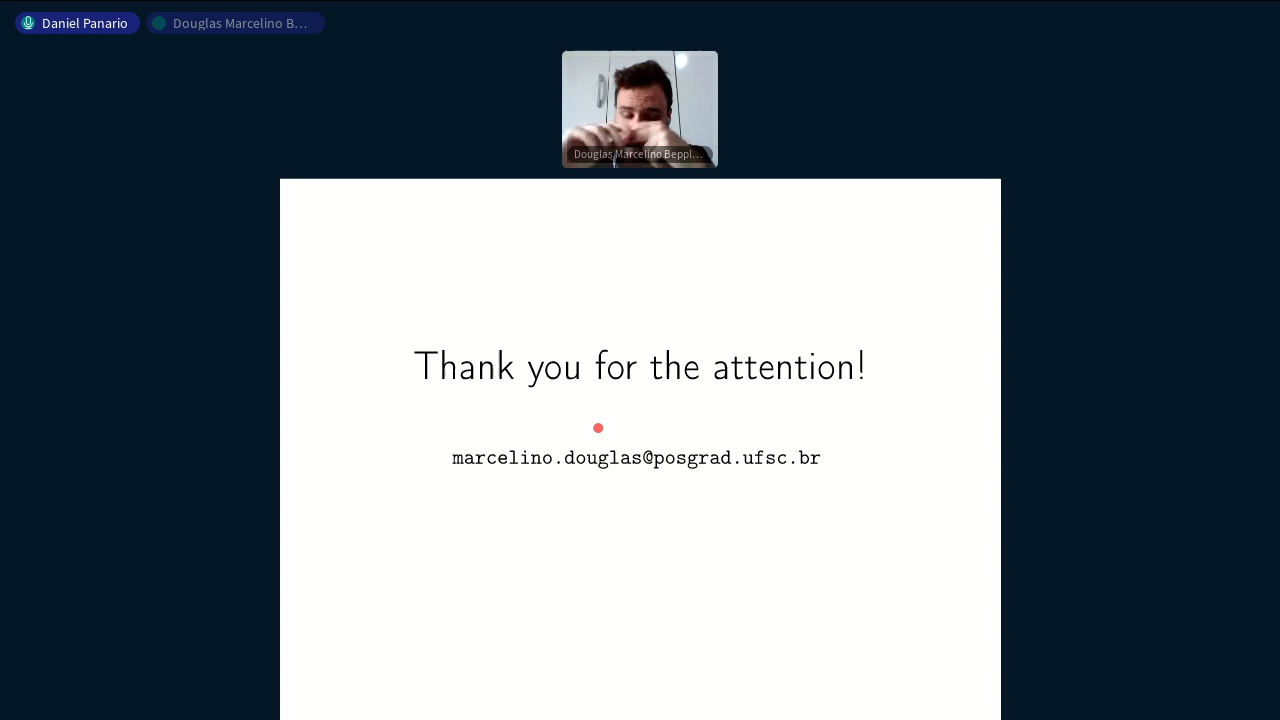 Daniel Panario
Douglas Marcelino B...
Douglas Marcelino Beppl...
Thank you for the attention!
marcelino.douglas@posgrad.ufsc.br